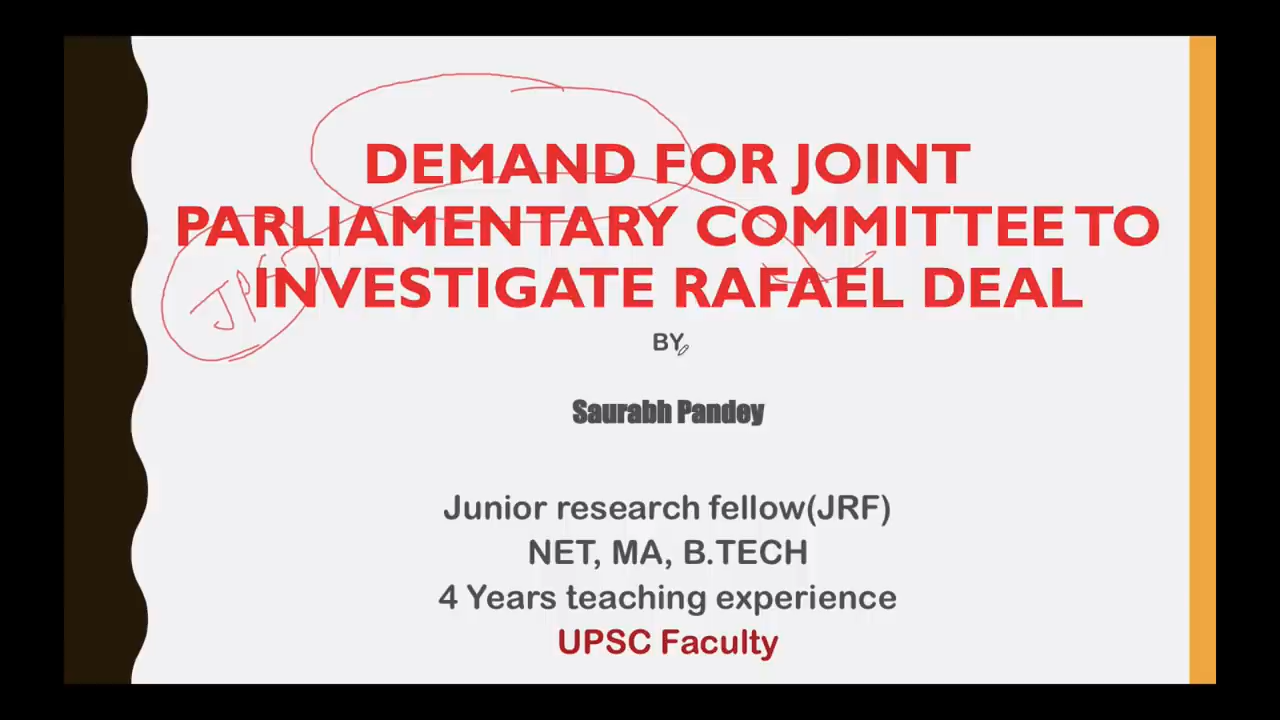 DEMAND FOR JOINT
PARLIAMENTARY COMMITTEE TO
INVESTIGATE RAFAEL DEAL
BY
Saurabh Pandey
Junior research fellow(JRF)
NET, MA, B.TECH
4 Years teaching experience
UPSC Faculty